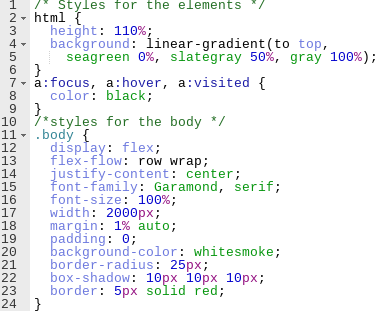 1 /* Styles for the elements */
2 html {
3 height: 110%;
4 background: linear-gradient(to top,
5 seagreen 0%, slategray 50%, gray 100%);
6 }
7 a:focus, a:hover, a:visited {
8 color: black;
9 }
10 /*styles for the body */
11 .body {
12 display: flex;
13 flex-flow: row wrap;
14 justify-content: center;
15 font-family: Garamond, serif;
16 font-size: 100%;
17 width: 2000px;
18 margin: 1% auto;
19 padding: 0;
20 background-color: whitesmoke;
21 border-radius: 25px;
22 box-shadow: 10px 10px 10px;
23 border: 5px solid red;
24 }